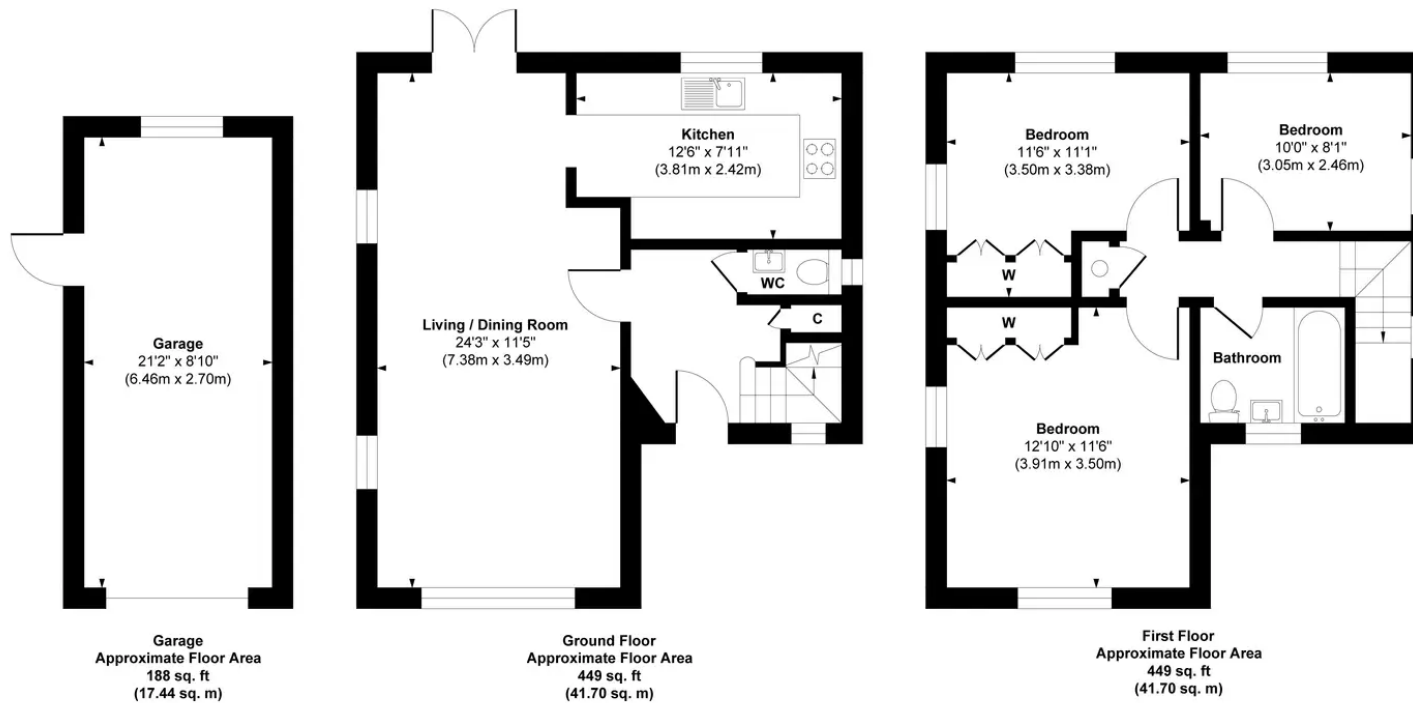 Garage
21'2" x 8'10"
(6.46m x 2.70m)
Garage
Approximate Floor Area
188 sq. ft
(17.44 sq. m)
Kitchen
12'6" x 7'11"
(3.81m x 2.42m)
WC
C
Living / Dining Room
24'3" x 11'5"
(7.38m x 3.49m)
Ground Floor
Approximate Floor Area
449 sq. ft
(41.70 sq. m)
Bedroom
11'6" x 11'1"
(3.50m x 3.38m)
Bedroom
10'0" x 8'1"
(3.05m x 2.46m)
W
W
Bathroom
Bedroom
12'10" x 11'6"
(3.91m x 3.50m)
First Floor
Approximate Floor Area
449 sq. ft
(41.70 sq. m)